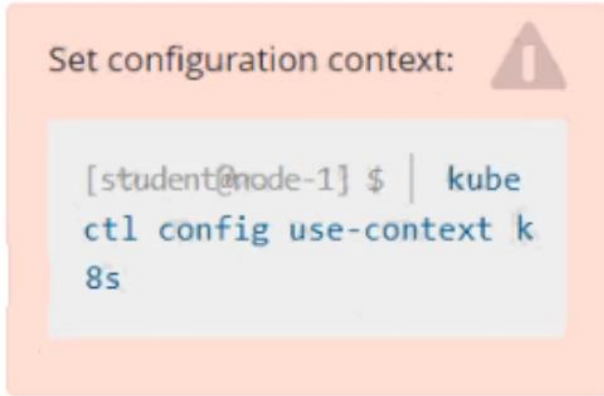 Set configuration context:
[student@node-1] $ | kube
ctl config use-context k
8s